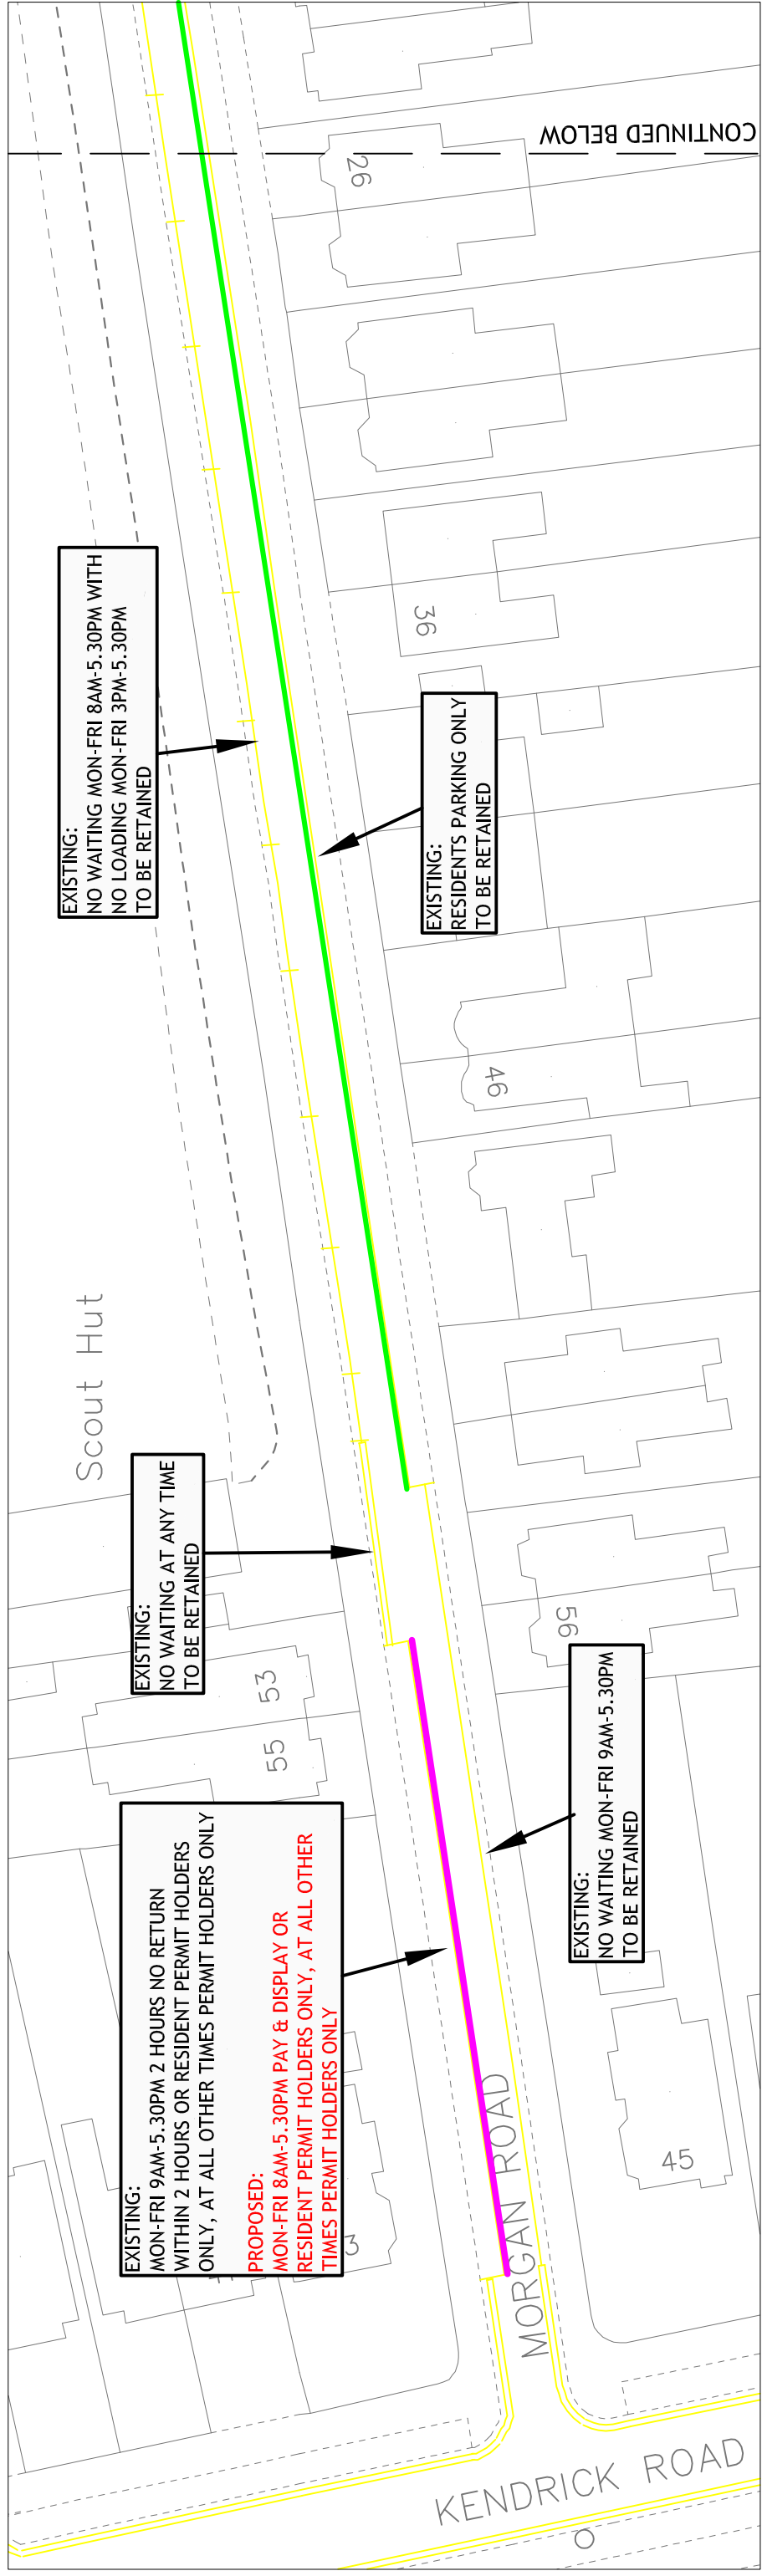 EXISTING:
MON-FRI 9AM-5.30PM 2 HOURS NO RETURN
WITHIN 2 HOURS OR RESIDENT PERMIT HOLDERS
ONLY, AT ALL OTHER TIMES PERMIT HOLDERS ONLY
PROPOSED:
MON-FRI 8AM-5.30PM PAY & DISPLAY OR
RESIDENT PERMIT HOLDERS ONLY, AT ALL OTHER
TIMES PERMIT HOLDERS ONLY
EXISTING:
NO WAITING AT ANY TIME
TO BE RETAINED
EXISTING:
NO WAITING MON-FRI 8AM-5.30PM WITH
NO LOADING MON-FRI 3PM-5.30PM
TO BE RETAINED
EXISTING:
RESIDENTS PARKING ONLY
TO BE RETAINED
EXISTING:
NO WAITING MON-FRI 9AM-5.30PM
TO BE RETAINED
Scout Hut
55
53
3
45
56
46
36
26
MORGAN ROAD
KENDRICK ROAD
CONTINUED BELOW